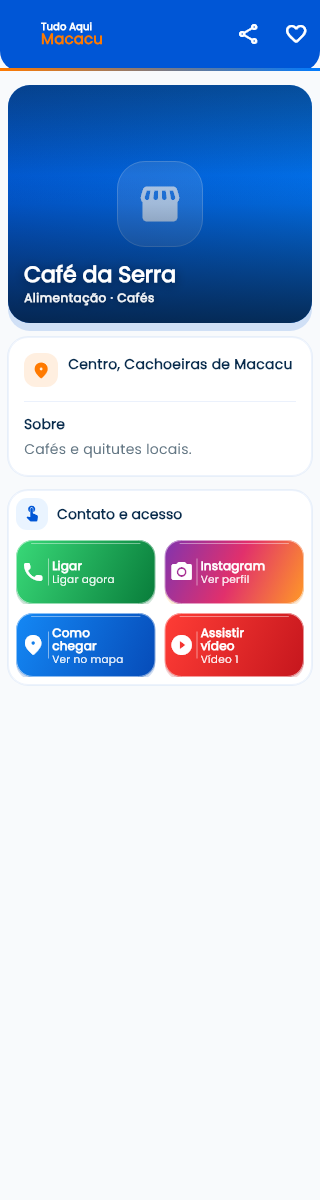 Tudo Aqui
Macacu
Café da Serra
Alimentação · Cafés
Centro, Cachoeiras de Macacu
Sobre
Cafés e quitutes locais.
Contato e acesso
Ligar
Ligar agora
Instagram
Ver perfil
Como
chegar
Ver no mapa
Assistir
vídeo
Vídeo 1